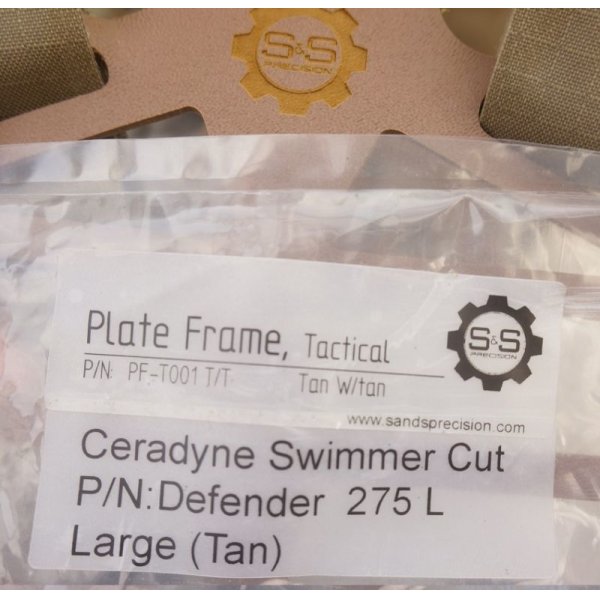 S&S
PRECISION
Plate Frame, Tactical
P/N: PF-T001 T/T Tan W/tan
S&S
PRECISION
www.sandsprecision.com
Ceradyne Swimmer Cut
P/N:Defender 275 L
Large (Tan)